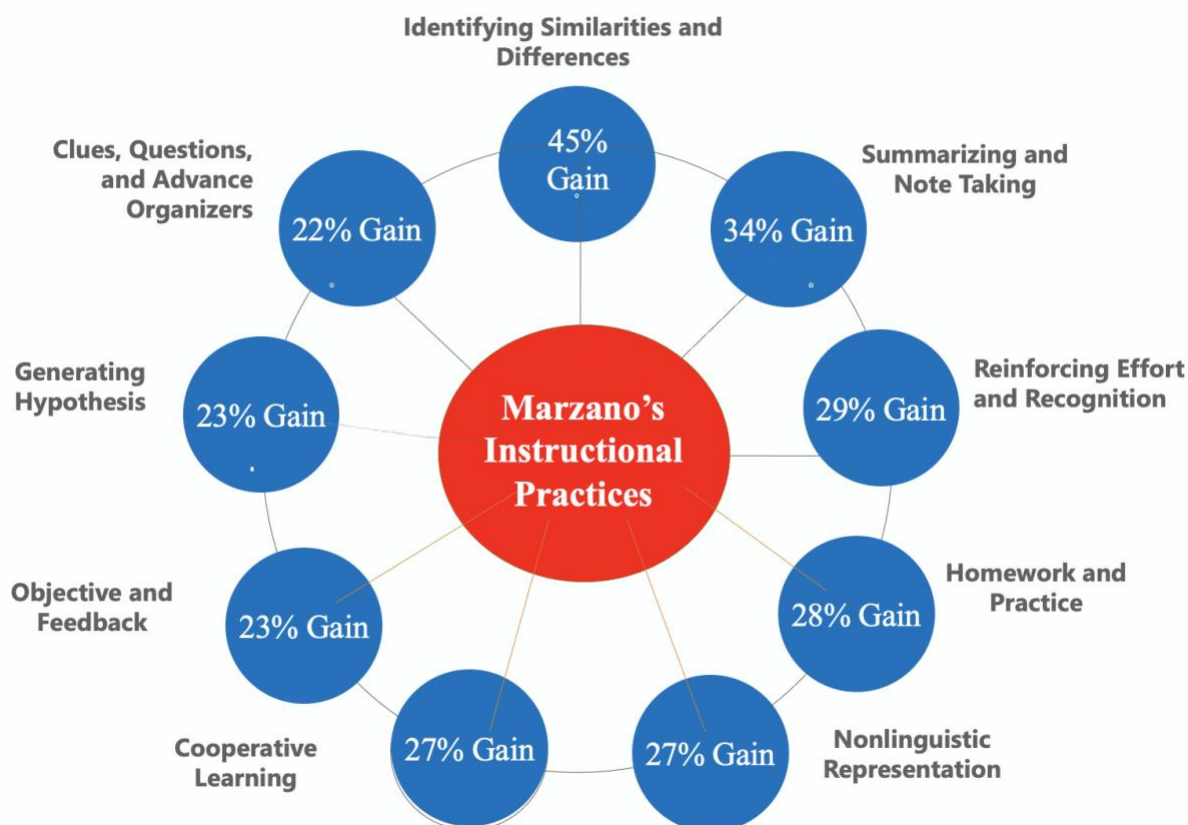 Identifying Similarities and
Differences
45%
Gain
Summarizing and
Note Taking
34% Gain
Reinforcing Effort
and Recognition
29% Gain
Homework and
Practice
28% Gain
Nonlinguistic
Representation
27% Gain
Cooperative
Learning
27% Gain
Objective and
Feedback
23% Gain
Generating
Hypothesis
23% Gain
Clues, Questions,
and Advance
Organizers
22% Gain
Marzano’s
Instructional
Practices